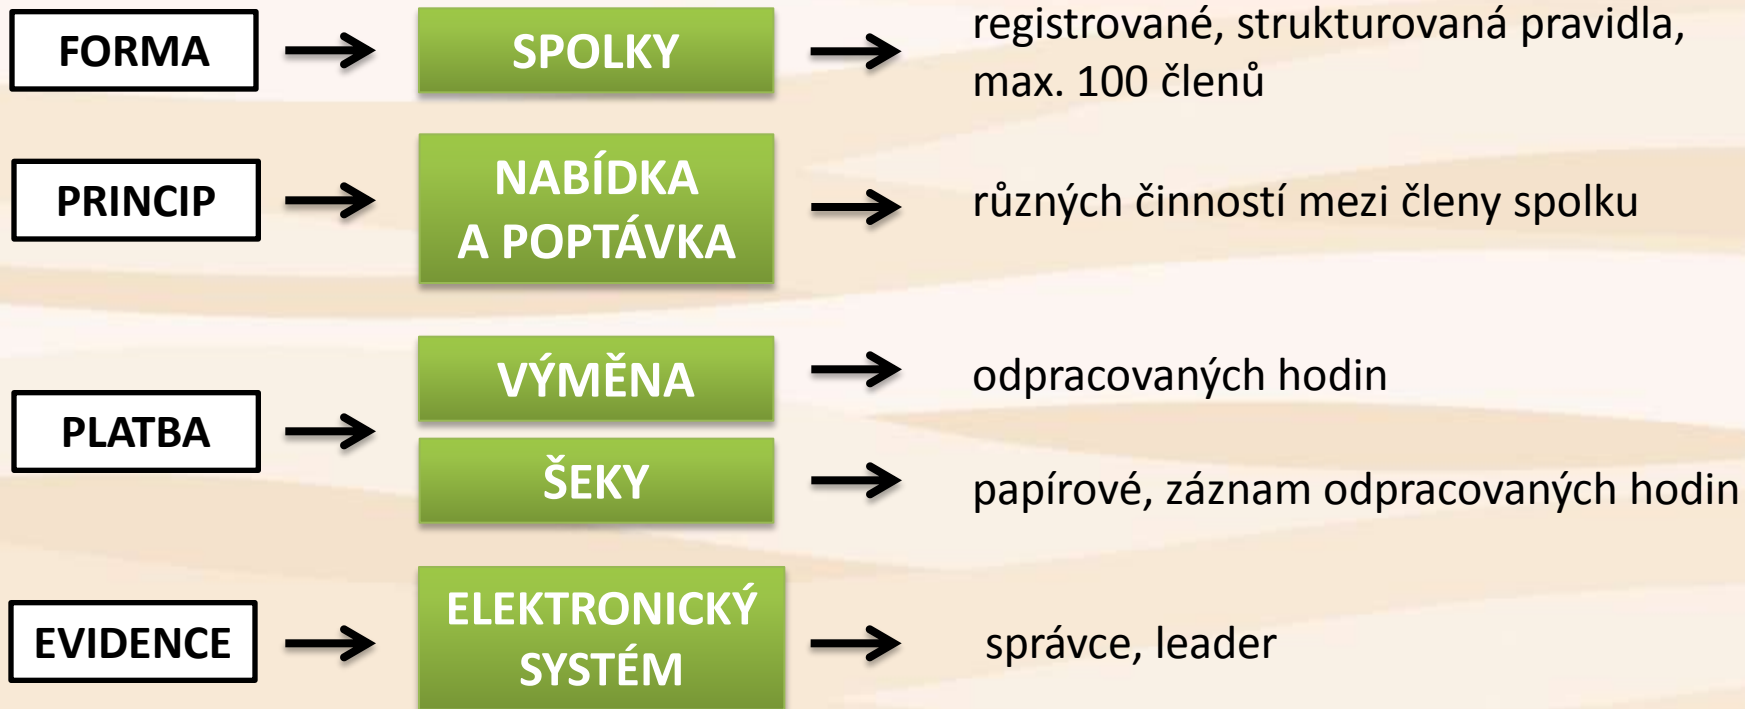 FORMA
SPOLKY
registrované, strukturovaná pravidla,
max. 100 členů
PRINCIP
NABÍDKA
A POPTÁVKA
různých činností mezi členy spolku
PLATBA
VÝMĚNA
odpracovaných hodin
ŠEKY
papírové, záznam odpracovaných hodin
EVIDENCE
ELEKTRONICKÝ
SYSTÉM
správce, leader